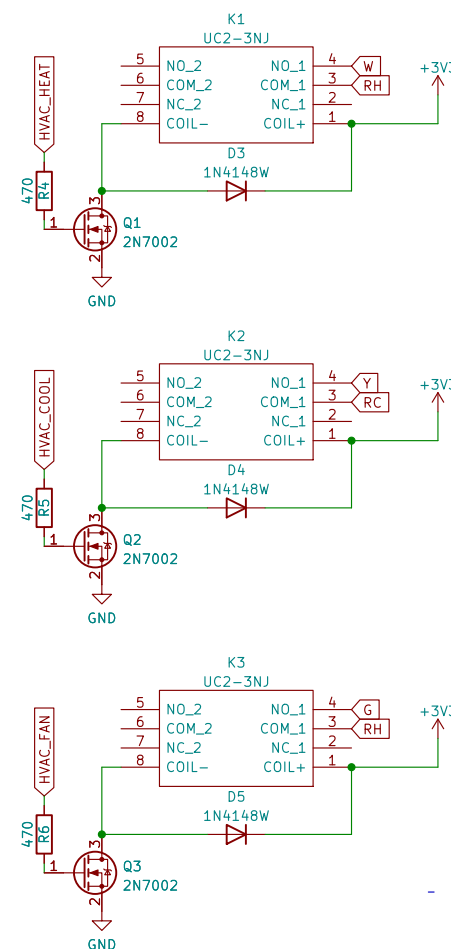 K1
UC2-3NJ
HVAC_HEAT
5 NO_2 NO_1 4 W
6 COM_2 COM_1 3 RH
7 NC_2 NC_1 2
8 COIL- COIL+ 1
+3V3
D3
1N4148W
470 R4
3
1
Q1
2N7002
2
GND
K2
UC2-3NJ
HVAC_COOL
5 NO_2 NO_1 4 Y
6 COM_2 COM_1 3 RC
7 NC_2 NC_1 2
8 COIL- COIL+ 1
+3V3
D4
1N4148W
470 R5
3
1
Q2
2N7002
2
GND
K3
UC2-3NJ
HVAC_FAN
5 NO_2 NO_1 4 G
6 COM_2 COM_1 3 RH
7 NC_2 NC_1 2
8 COIL- COIL+ 1
+3V3
D5
1N4148W
470 R6
3
1
Q3
2N7002
2
GND